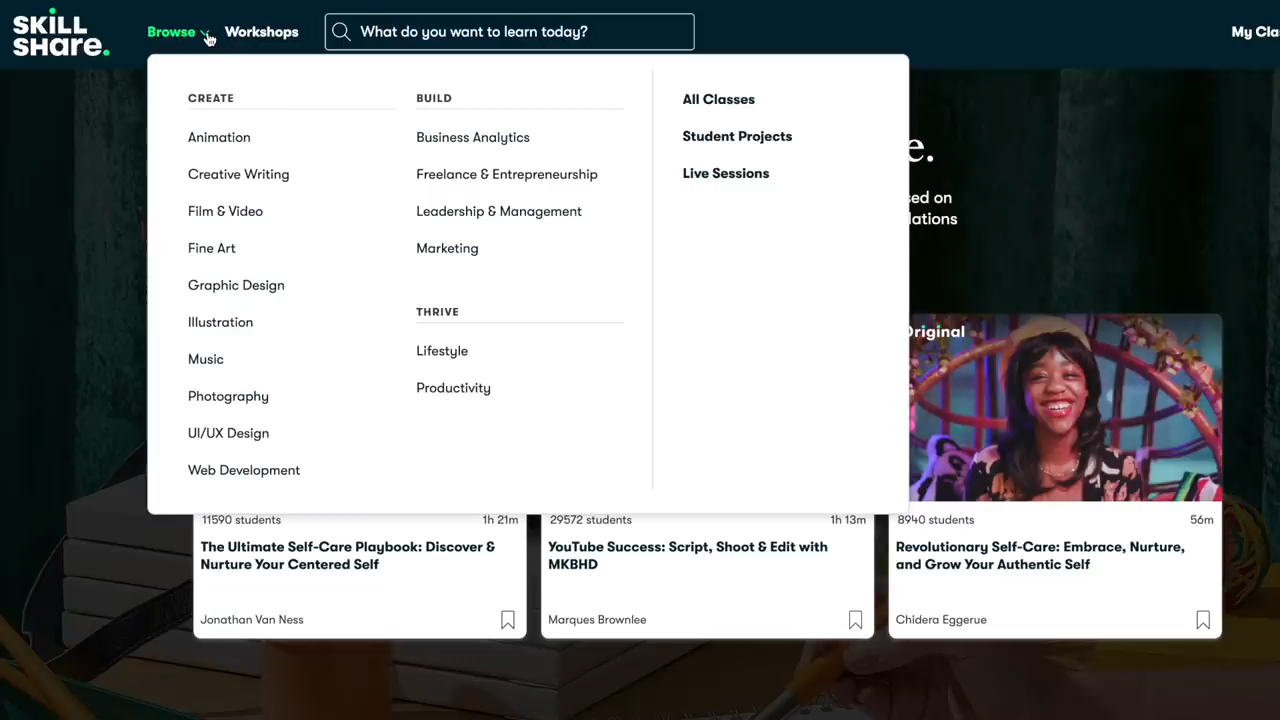 SKILL
SHARE.
Browse
Workshops
What do you want to learn today?
My Cla
CREATE
Animation
Creative Writing
Film & Video
Fine Art
Graphic Design
Illustration
Music
Photography
UI/UX Design
Web Development
BUILD
Business Analytics
Freelance & Entrepreneurship
Leadership & Management
Marketing
THRIVE
Lifestyle
Productivity
All Classes
Student Projects
Live Sessions
e.
sed on
lations
Original
11590 students
1h 21m
The Ultimate Self-Care Playbook: Discover &
Nurture Your Centered Self
Jonathan Van Ness
29572 students
1h 13m
YouTube Success: Script, Shoot & Edit with
MKBHD
Marques Brownlee
8940 students
56m
Revolutionary Self-Care: Embrace, Nurture,
and Grow Your Authentic Self
Chidera Eggerue